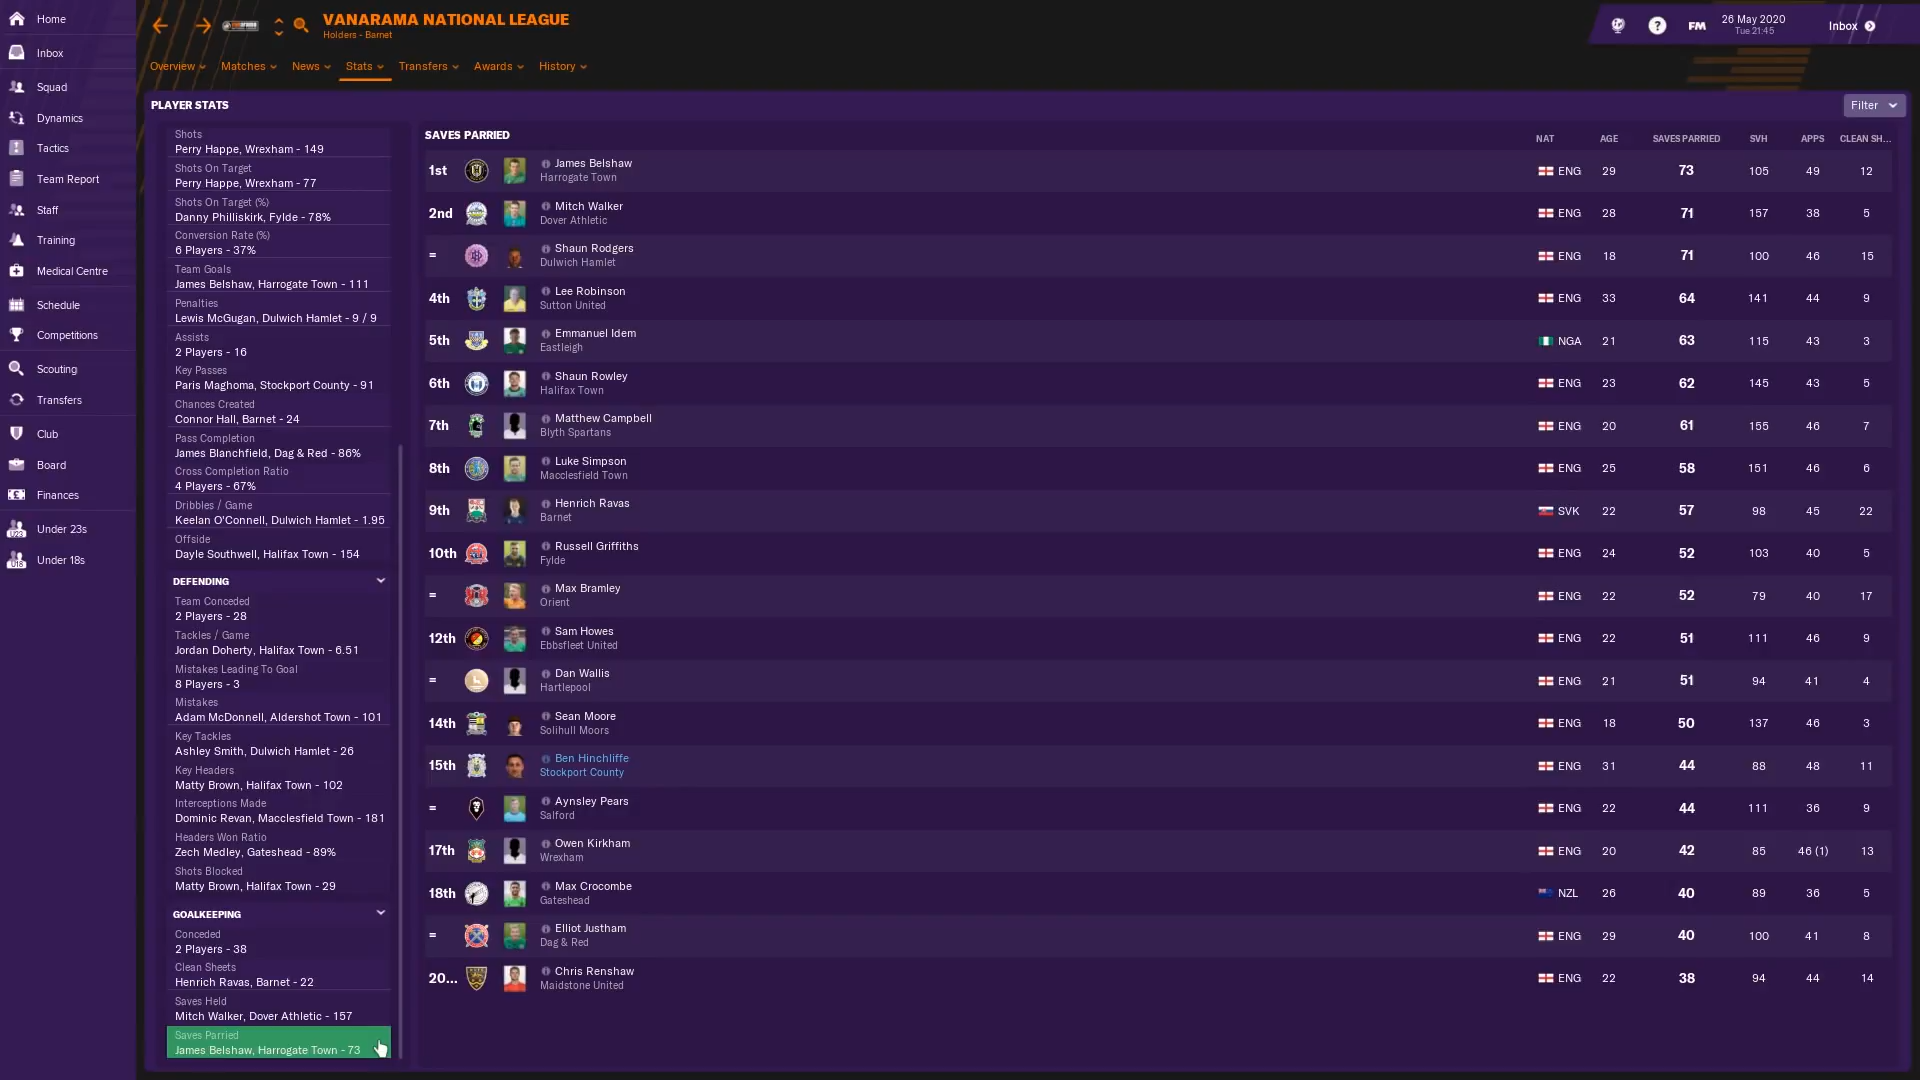 Home
Inbox
Squad
Dynamics
Tactics
Team Report
Staff
Training
Medical Centre
Schedule
Competitions
Scouting
Transfers
Club
Board
Finances
Under 23s
Under 18s
VANARAMA NATIONAL LEAGUE
Holders - Barnet
FM
26 May 2020
Tue 21:45
Inbox
Overview Matches News Stats Transfers Awards History
PLAYER STATS
Filter
Shots
Perry Happe, Wrexham - 149
Shots On Target
Perry Happe, Wrexham - 77
Shots On Target (%)
Danny Philliskirk, Fylde - 78%
Conversion Rate (%)
6 Players - 37%
Team Goals
James Belshaw, Harrogate Town - 111
Penalties
Lewis McGugan, Dulwich Hamlet - 9 / 9
Assists
2 Players - 16
Key Passes
Paris Maghoma, Stockport County - 91
Chances Created
Connor Hall, Barnet - 24
Pass Completion
James Blanchfield, Dag & Red - 86%
Cross Completion Ratio
4 Players - 67%
Dribbles / Game
Keelan O'Connell, Dulwich Hamlet - 1.95
Offside
Dayle Southwell, Halifax Town - 154
DEFENDING
Team Conceded
2 Players - 28
Tackles / Game
Jordan Doherty, Halifax Town - 6.51
Mistakes Leading To Goal
8 Players - 3
Mistakes
Adam McDonnell, Aldershot Town - 101
Key Tackles
Ashley Smith, Dulwich Hamlet - 26
Key Headers
Matty Brown, Halifax Town - 102
Interceptions Made
Dominic Revan, Macclesfield Town - 181
Headers Won Ratio
Zech Medley, Gateshead - 89%
Shots Blocked
Matty Brown, Halifax Town - 29
GOALKEEPING
Conceded
2 Players - 38
Clean Sheets
Henrich Ravas, Barnet - 22
Saves Held
Mitch Walker, Dover Athletic - 157
Saves Parried
James Belshaw, Harrogate Town - 73
SAVES PARRIED
NAT AGE SAVES PARRIED SVH APPS CLEAN SH...
1st James Belshaw ENG 29 73 105 49 12
Harrogate Town
2nd Mitch Walker ENG 28 71 157 38 5
Dover Athletic
= Shaun Rodgers ENG 18 71 100 46 15
Dulwich Hamlet
4th Lee Robinson ENG 33 64 141 44 9
Sutton United
5th Emmanuel Idem NGA 21 63 115 43 3
Eastleigh
6th Shaun Rowley ENG 23 62 145 43 5
Halifax Town
7th Matthew Campbell ENG 20 61 155 46 7
Blyth Spartans
8th Luke Simpson ENG 25 58 151 46 6
Macclesfield Town
9th Henrich Ravas SVK 22 57 98 45 22
Barnet
10th Russell Griffiths ENG 24 52 103 40 5
Fylde
= Max Bramley ENG 22 52 79 40 17
Orient
12th Sam Howes ENG 22 51 111 46 9
Ebbsfleet United
= Dan Wallis ENG 21 51 94 41 4
Hartlepool
14th Sean Moore ENG 18 50 137 46 3
Solihull Moors
15th Ben Hinchliffe ENG 31 44 88 48 11
Stockport County
= Aynsley Pears ENG 22 44 111 36 9
Salford
17th Owen Kirkham ENG 20 42 85 46 (1) 13
Wrexham
18th Max Crocombe NZL 26 40 89 36 5
Gateshead
= Elliot Justham ENG 29 40 100 41 8
Dag & Red
20... Chris Renshaw ENG 22 38 94 44 14
Maidstone United